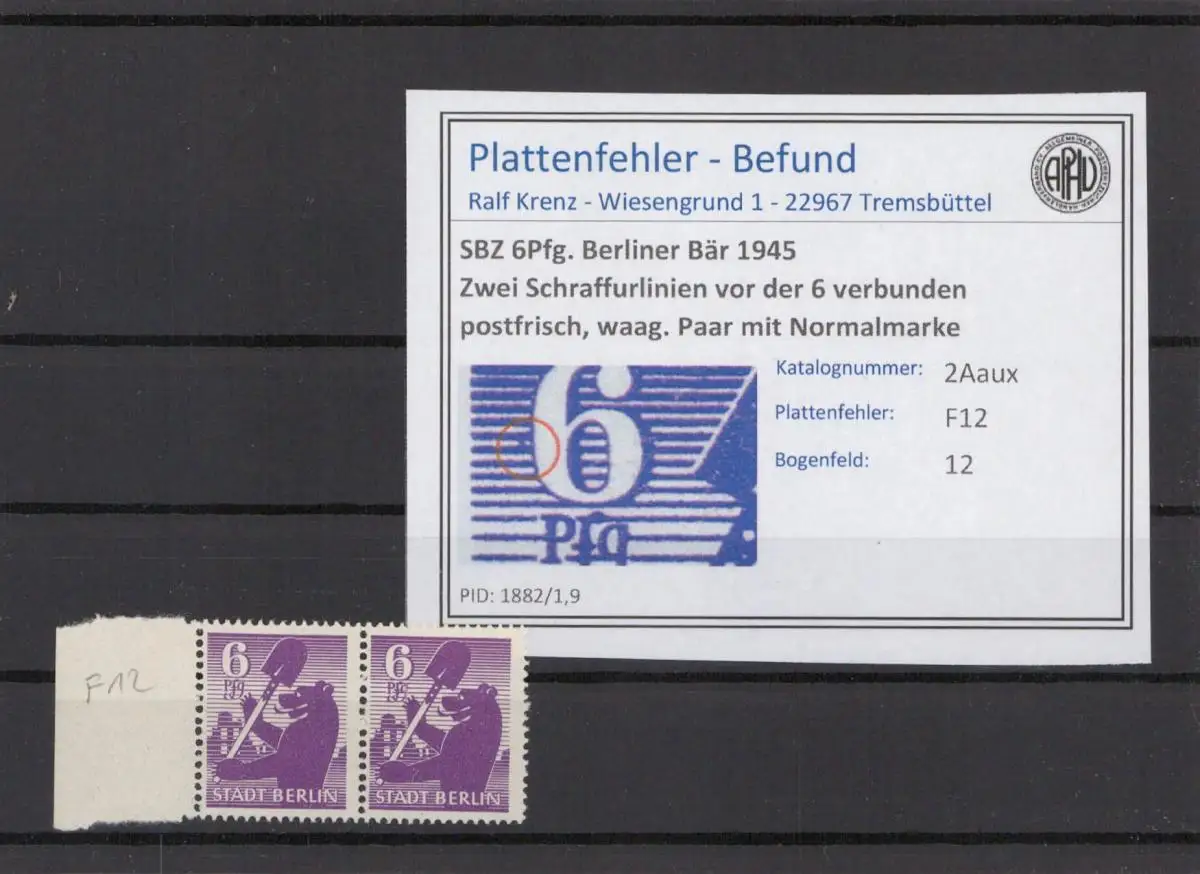 Plattenfehler - Befund
Ralf Krenz - Wiesengrund 1 - 22967 Tremsbüttel
SBZ 6Pfg. Berliner Bär 1945
Zwei Schraffurlinien vor der 6 verbunden
postfrisch, waag. Paar mit Normalmarke
Katalognummer: 2Aaux
Plattenfehler: F12
Bogenfeld: 12
6
Pfg
PID: 1882/1,9
APHV
F12
6
Pfg
STADT BERLIN
6
Pfg
STADT BERLIN